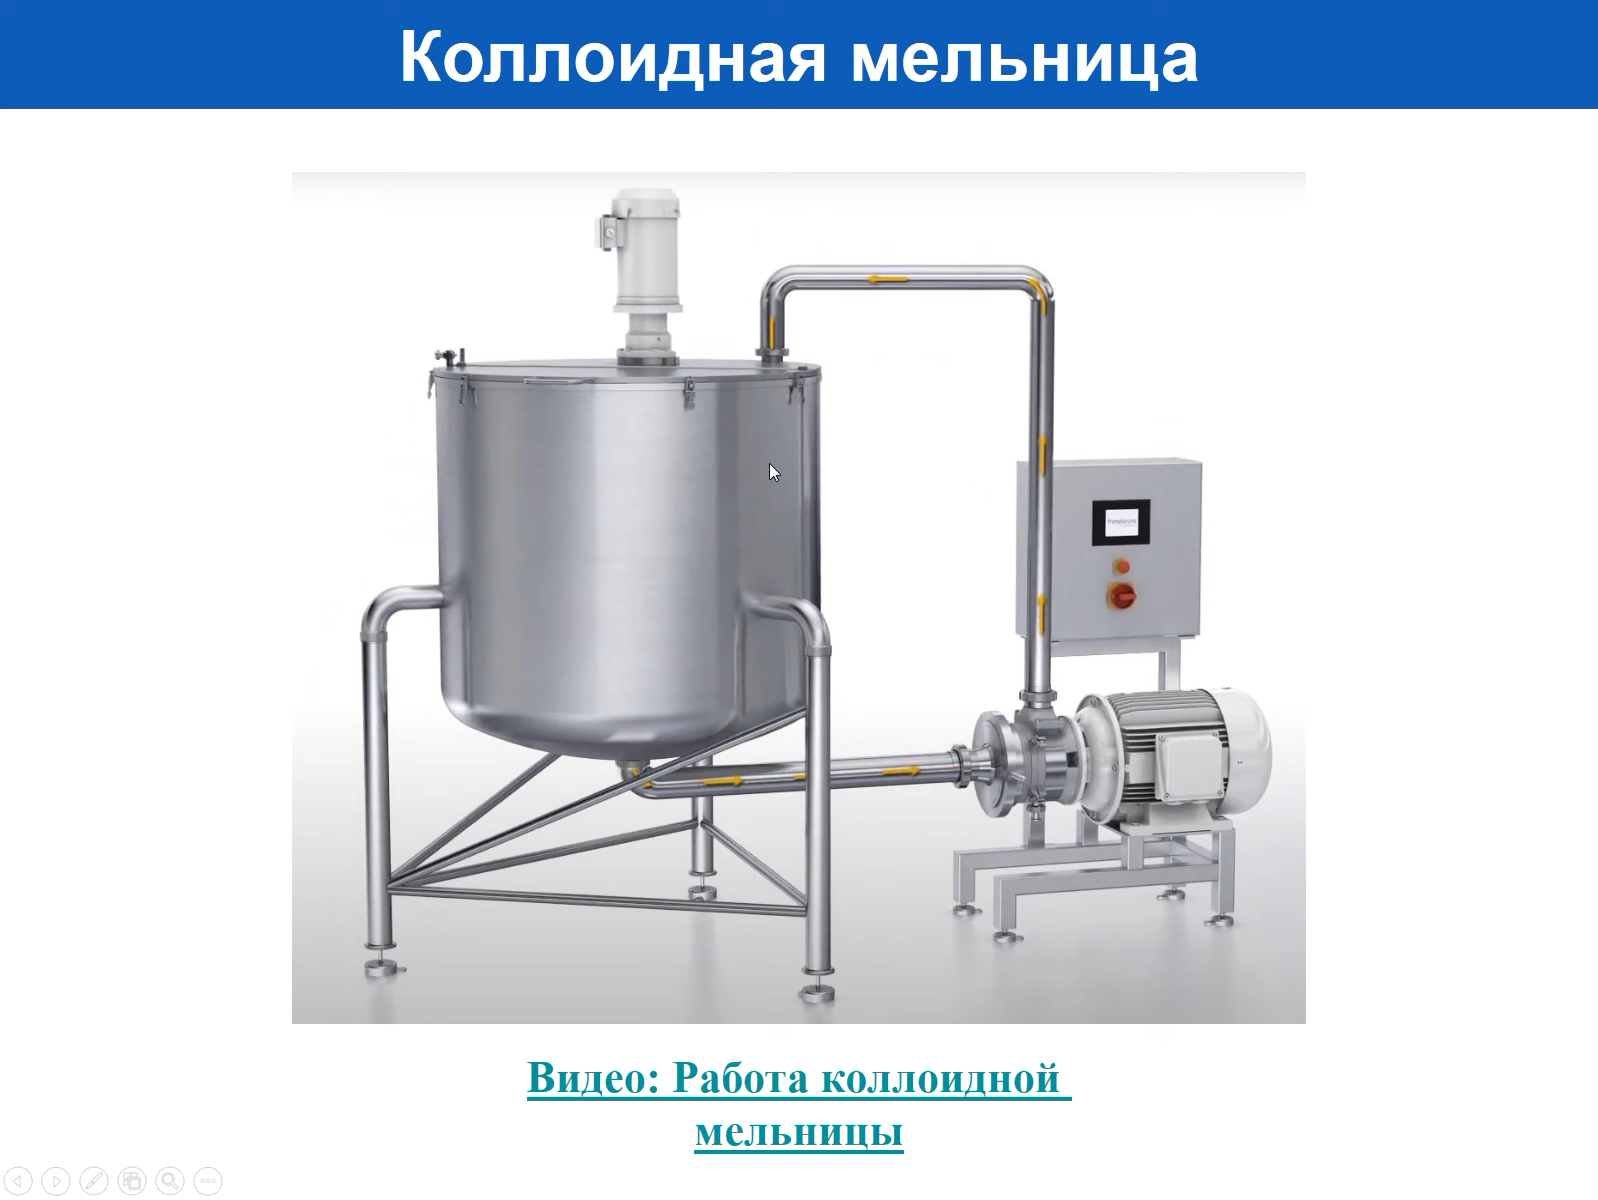 Коллоидная мельница
Видео: Работа коллоидной
мельницы